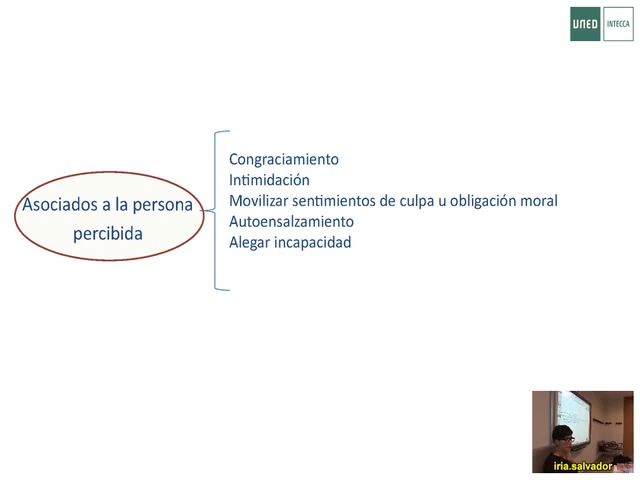 UNED
INTECCA
Asociados a la persona
percibida
Congraciamiento
Intimidación
Movilizar sentimientos de culpa u obligación moral
Autoensalzamiento
Alegar incapacidad
iria.salvador